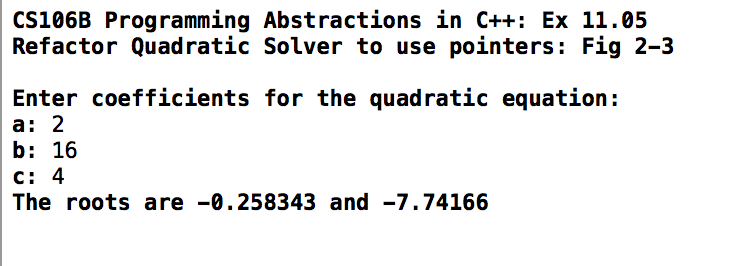 CS106B Programming Abstractions in C++: Ex 11.05
Refactor Quadratic Solver to use pointers: Fig 2-3
Enter coefficients for the quadratic equation:
a: 2
b: 16
c: 4
The roots are -0.258343 and -7.74166